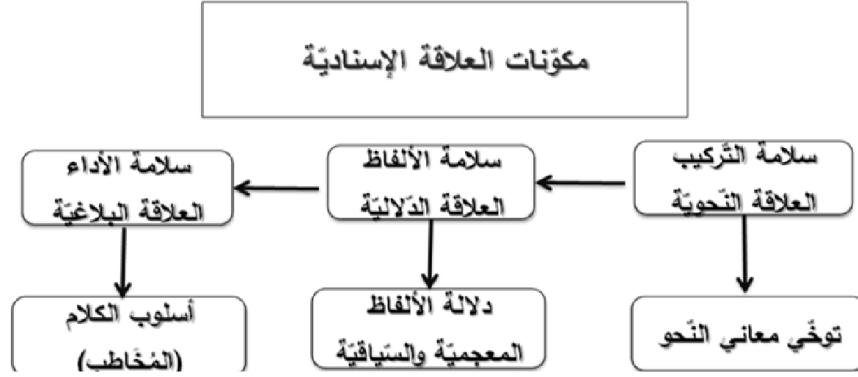 مكوّنات العلاقة الإسناديّة
سلامة التّركيب
العلاقة النّحويّة
سلامة الألفاظ
العلاقة الدّلاليّة
سلامة الأداء
العلاقة البلاغيّة
توخّي معاني النّحو
دلالة الألفاظ
المعجميّة والسّياقيّة
أسلوب الكلام
(المُخَاطب)